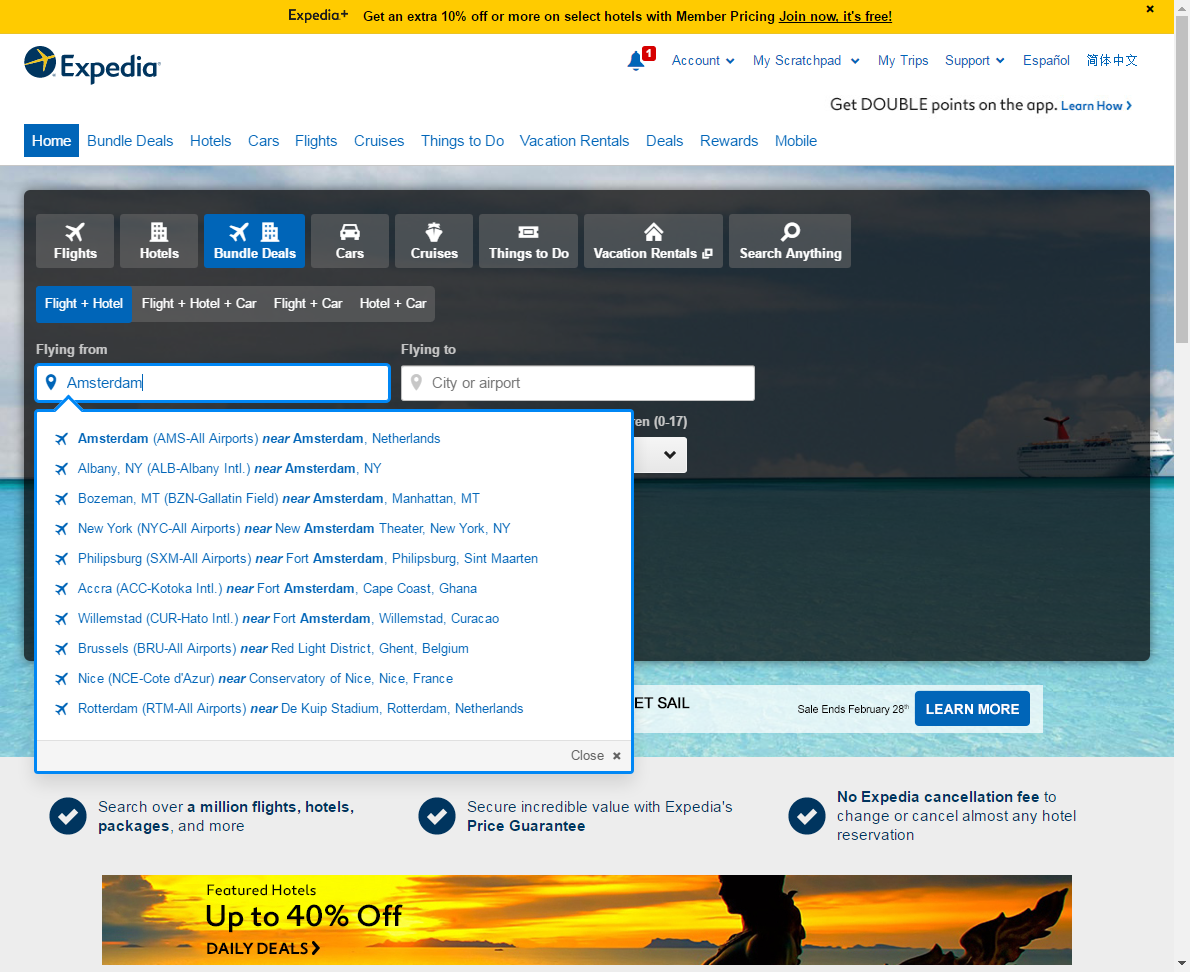 Expedia+ Get an extra 10% off or more on select hotels with Member Pricing Join now, it's free!
Expedia
1
Account My Scratchpad My Trips Support Español 简体中文
Get DOUBLE points on the app. Learn How
Home Bundle Deals Hotels Cars Flights Cruises Things to Do Vacation Rentals Deals Rewards Mobile
Flights Hotels Bundle Deals Cars Cruises Things to Do Vacation Rentals Search Anything
Flight + Hotel Flight + Hotel + Car Flight + Car Hotel + Car
Flying from Flying to
Amsterdam City or airport
ren (0-17)
Amsterdam (AMS-All Airports) near Amsterdam, Netherlands
Albany, NY (ALB-Albany Intl.) near Amsterdam, NY
Bozeman, MT (BZN-Gallatin Field) near Amsterdam, Manhattan, MT
New York (NYC-All Airports) near New Amsterdam Theater, New York, NY
Philipsburg (SXM-All Airports) near Fort Amsterdam, Philipsburg, Sint Maarten
Accra (ACC-Kotoka Intl.) near Fort Amsterdam, Cape Coast, Ghana
Willemstad (CUR-Hato Intl.) near Fort Amsterdam, Willemstad, Curacao
Brussels (BRU-All Airports) near Red Light District, Ghent, Belgium
Nice (NCE-Cote d'Azur) near Conservatory of Nice, Nice, France
Rotterdam (RTM-All Airports) near De Kuip Stadium, Rotterdam, Netherlands
Close
ET SAIL
Sale Ends February 28th LEARN MORE
Search over a million flights, hotels,
packages, and more
Secure incredible value with Expedia's
Price Guarantee
No Expedia cancellation fee to
change or cancel almost any hotel
reservation
Featured Hotels
Up to 40% Off
DAILY DEALS